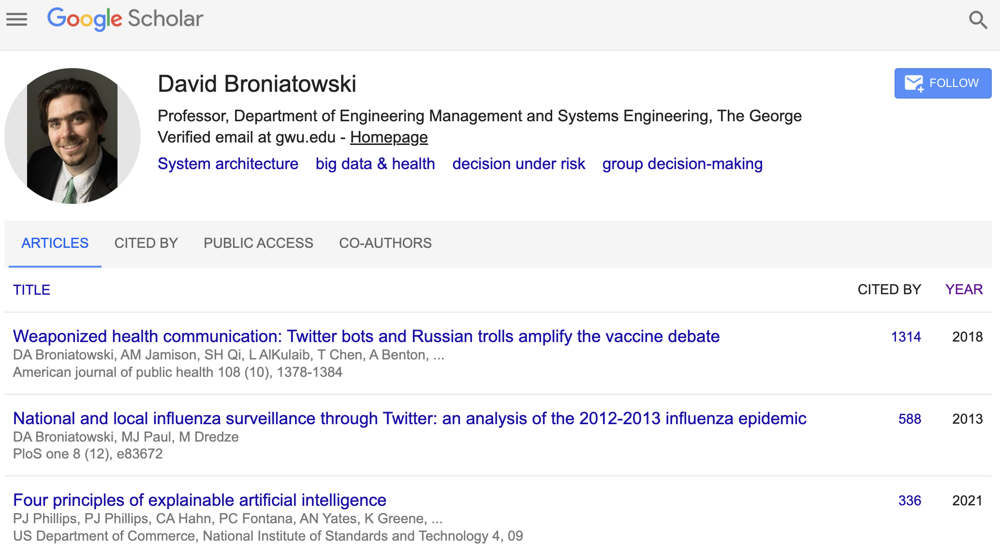 Google Scholar
David Broniatowski
FOLLOW
Professor, Department of Engineering Management and Systems Engineering, The George
Verified email at gwu.edu - Homepage
System architecture big data & health decision under risk group decision-making
ARTICLES CITED BY PUBLIC ACCESS CO-AUTHORS
TITLE CITED BY YEAR
Weaponized health communication: Twitter bots and Russian trolls amplify the vaccine debate 1314 2018
DA Broniatowski, AM Jamison, SH Qi, L AlKulaib, T Chen, A Benton, ...
American journal of public health 108 (10), 1378-1384
National and local influenza surveillance through Twitter: an analysis of the 2012-2013 influenza epidemic 588 2013
DA Broniatowski, MJ Paul, M Dredze
PloS one 8 (12), e83672
Four principles of explainable artificial intelligence 336 2021
PJ Phillips, PJ Phillips, CA Hahn, PC Fontana, AN Yates, K Greene, ...
US Department of Commerce, National Institute of Standards and Technology 4, 09